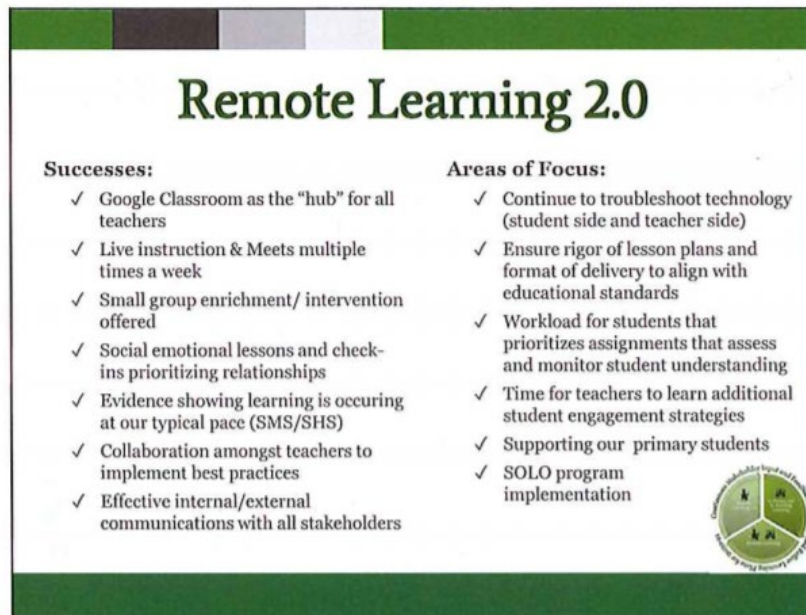 Remote Learning 2.0
Successes:
✓ Google Classroom as the "hub" for all
teachers
✓ Live instruction & Meets multiple
times a week
✓ Small group enrichment/ intervention
offered
✓ Social emotional lessons and check-
ins prioritizing relationships
✓ Evidence showing learning is occuring
at our typical pace (SMS/SHS)
✓ Collaboration amongst teachers to
implement best practices
✓ Effective internal/external
communications with all stakeholders
Areas of Focus:
✓ Continue to troubleshoot technology
(student side and teacher side)
✓ Ensure rigor of lesson plans and
format of delivery to align with
educational standards
✓ Workload for students that
prioritizes assignments that assess
and monitor student understanding
✓ Time for teachers to learn additional
student engagement strategies
✓ Supporting our primary students
✓ SOLO program
implementation